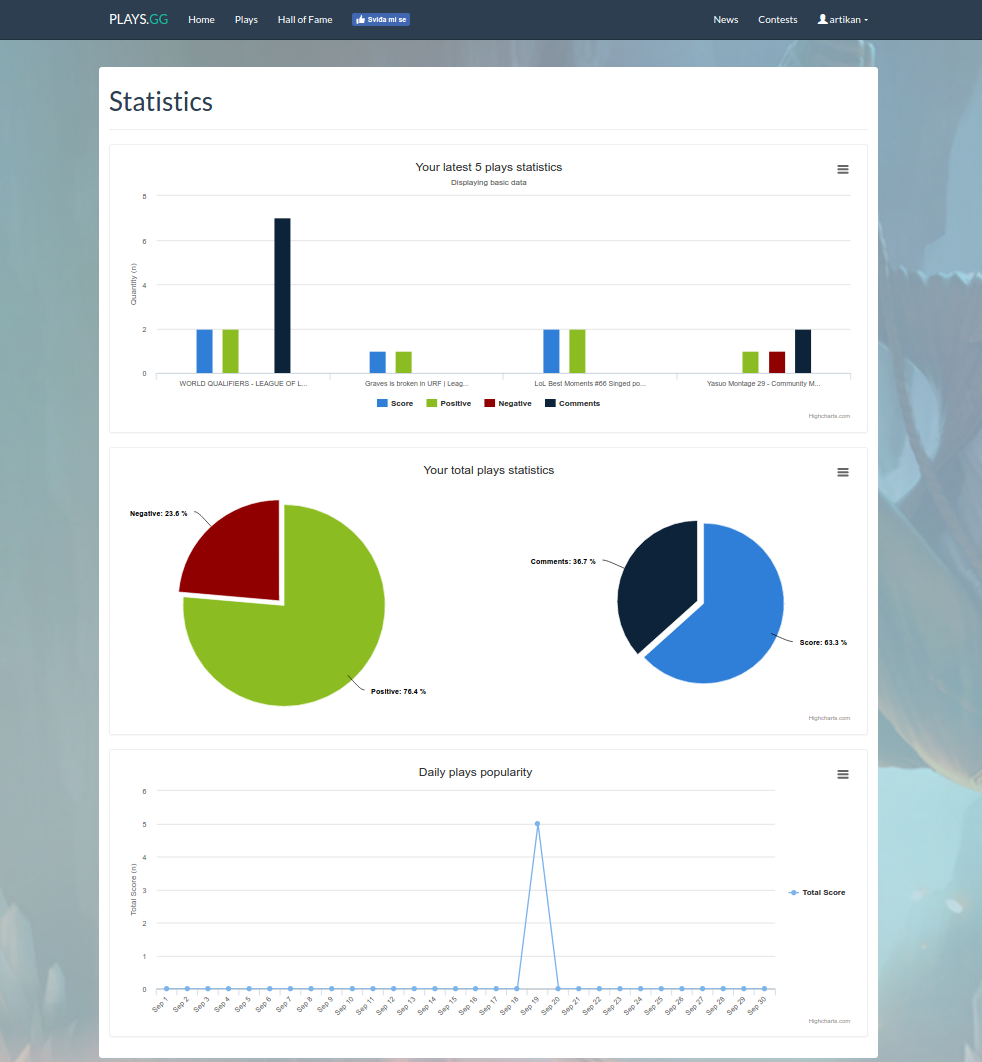 PLAYS.GG Home Plays Hall of Fame Sviđa mi se News Contests artikan
Statistics
Your latest 5 plays statistics
Displaying basic data
Quantity (n)
8
6
4
2
0
WORLD QUALIFIERS - LEAGUE OF L... Graves is broken in URF | Leag... LoL Best Moments #66 Singed po... Yasuo Montage 29 - Community M...
Score Positive Negative Comments
Highcharts.com
Your total plays statistics
Negative: 23.6 %
Positive: 76.4 %
Comments: 36.7 %
Score: 63.3 %
Highcharts.com
Daily plays popularity
Total Score (n)
6
5
4
3
2
1
0
Sep 1 Sep 2 Sep 3 Sep 4 Sep 5 Sep 6 Sep 7 Sep 8 Sep 9 Sep 10 Sep 11 Sep 12 Sep 13 Sep 14 Sep 15 Sep 16 Sep 17 Sep 18 Sep 19 Sep 20 Sep 21 Sep 22 Sep 23 Sep 24 Sep 25 Sep 26 Sep 27 Sep 28 Sep 29 Sep 30
Total Score
Highcharts.com